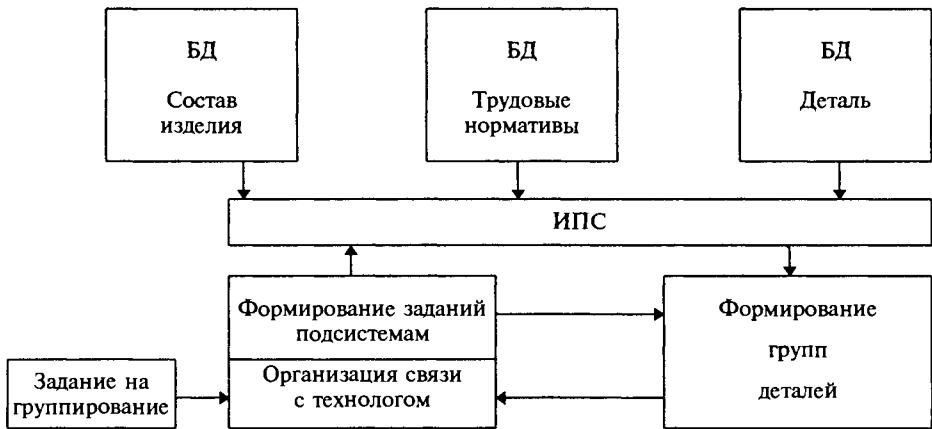 БД
Состав
изделия
БД
Трудовые
нормативы
БД
Деталь
ИПС
Формирование заданий
подсистемам
Организация связи
с технологом
Формирование
групп
деталей
Задание на
группирование